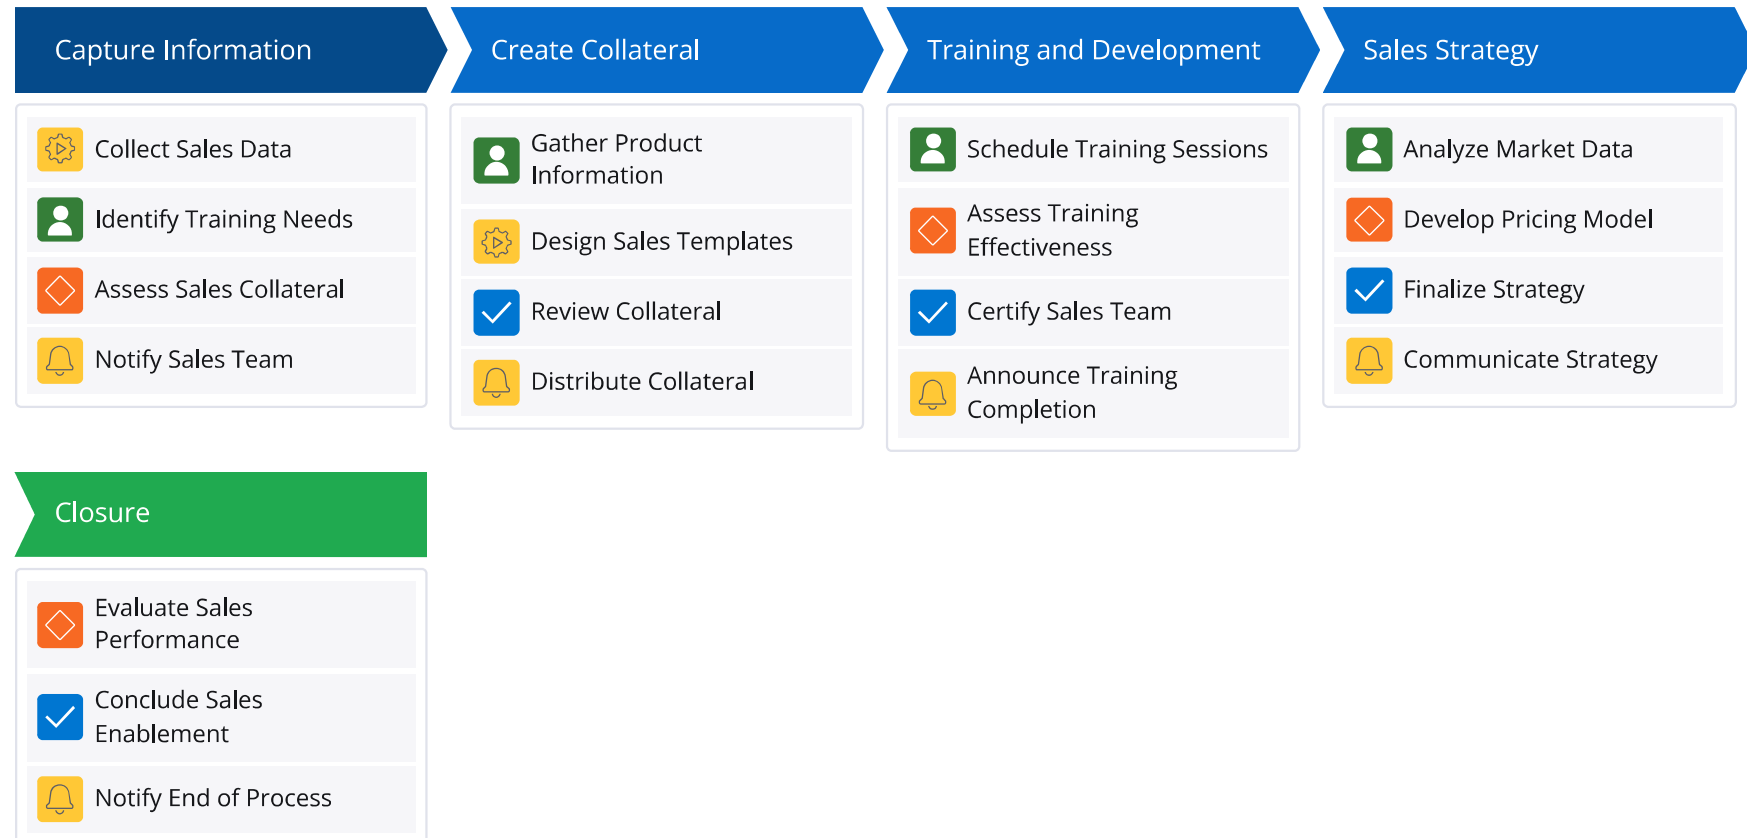 Capture Information
Collect Sales Data
Identify Training Needs
Assess Sales Collateral
Notify Sales Team
Create Collateral
Gather Product
Information
Design Sales Templates
Review Collateral
Distribute Collateral
Training and Development
Schedule Training Sessions
Assess Training
Effectiveness
Certify Sales Team
Announce Training
Completion
Sales Strategy
Analyze Market Data
Develop Pricing Model
Finalize Strategy
Communicate Strategy
Closure
Evaluate Sales
Performance
Conclude Sales
Enablement
Notify End of Process